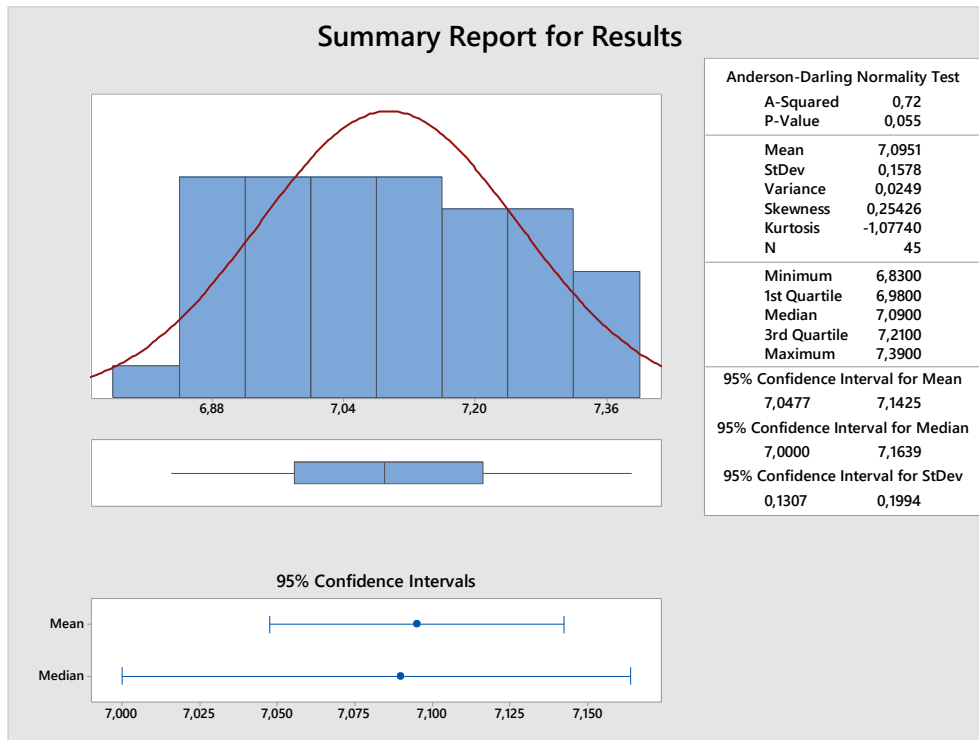 Summary Report for Results
6,88 7,04 7,20 7,36
95% Confidence Intervals
Mean
Median
7,000 7,025 7,050 7,075 7,100 7,125 7,150
Anderson-Darling Normality Test
A-Squared 0,72
P-Value 0,055
Mean 7,0951
StDev 0,1578
Variance 0,0249
Skewness 0,25426
Kurtosis -1,07740
N 45
Minimum 6,8300
1st Quartile 6,9800
Median 7,0900
3rd Quartile 7,2100
Maximum 7,3900
95% Confidence Interval for Mean
7,0477 7,1425
95% Confidence Interval for Median
7,0000 7,1639
95% Confidence Interval for StDev
0,1307 0,1994